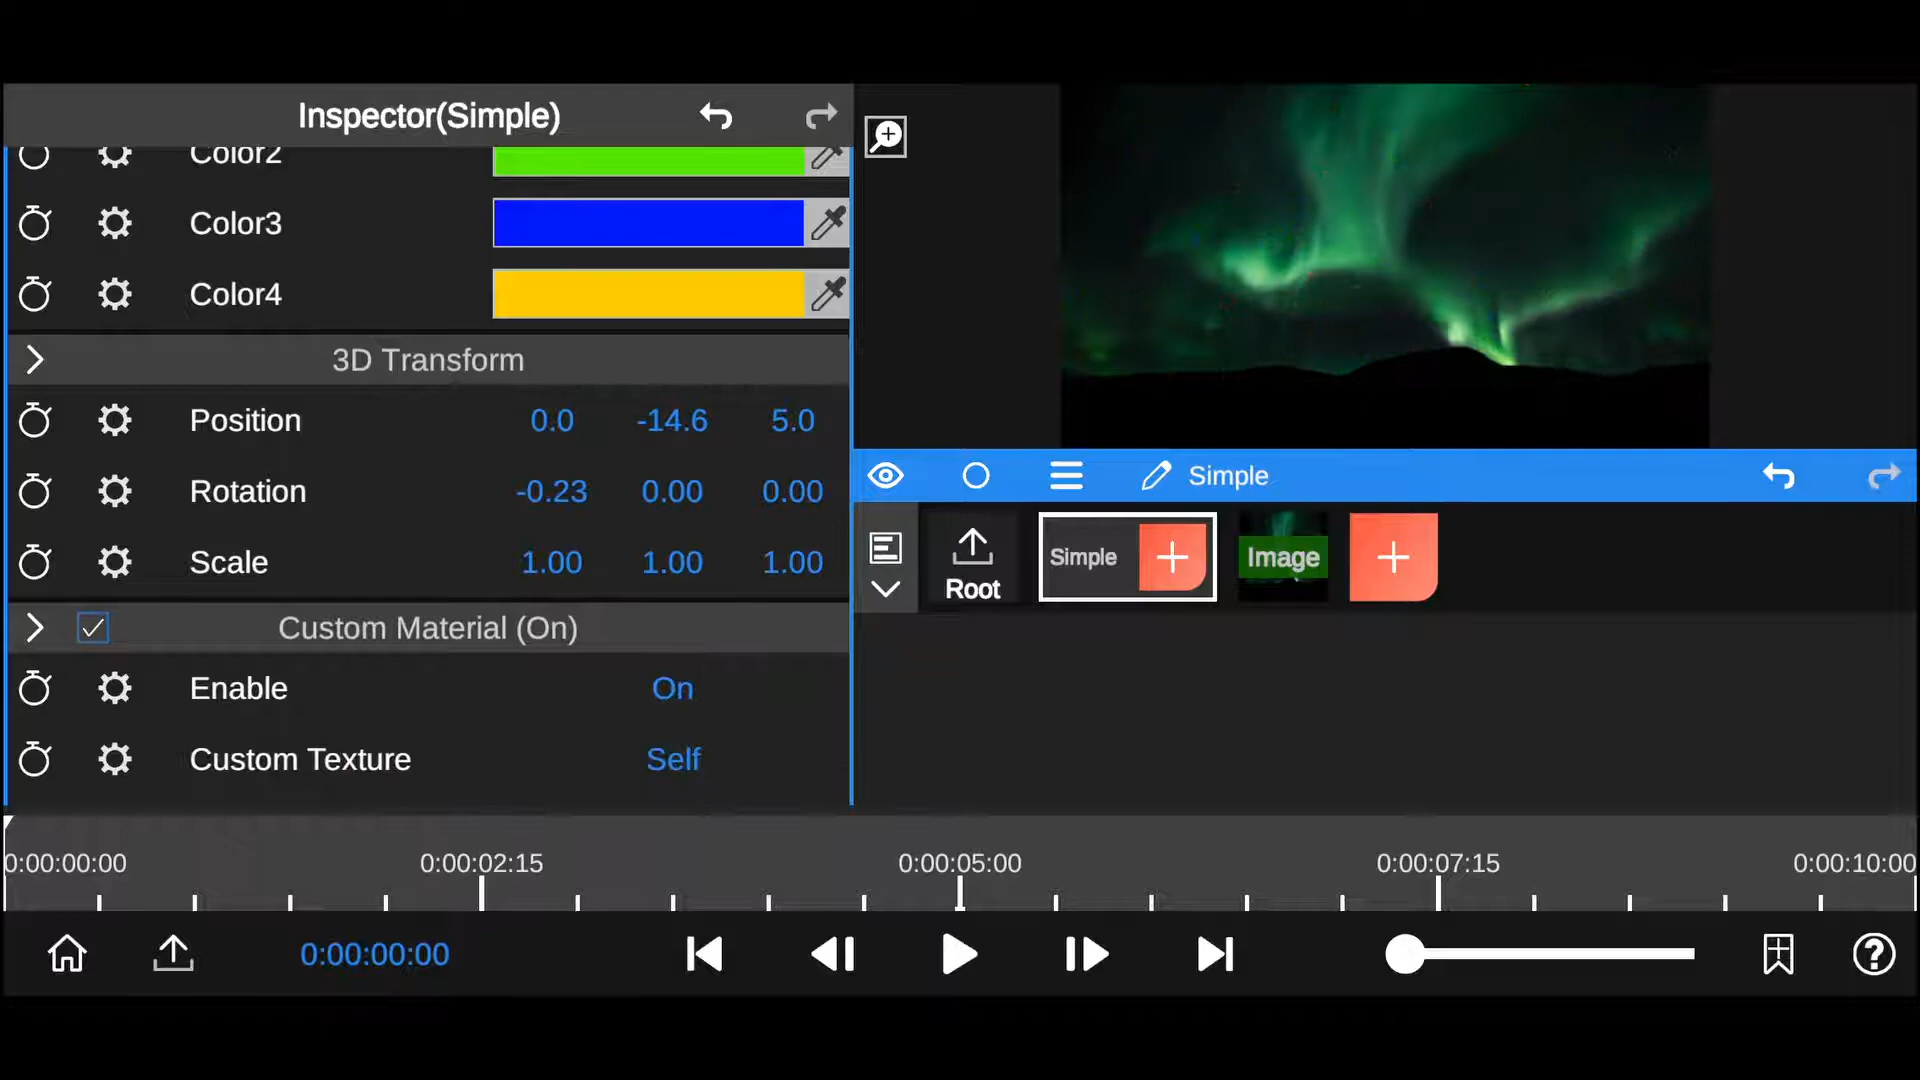 Inspector(Simple)
Color2
Color3
Color4
3D Transform
Position 0.0 -14.6 5.0
Rotation -0.23 0.00 0.00
Scale 1.00 1.00 1.00
Custom Material (On)
Enable On
Custom Texture Self
Simple
Root
Simple
Image
0:00:00:00 0:00:02:15 0:00:05:00 0:00:07:15 0:00:10:00
0:00:00:00